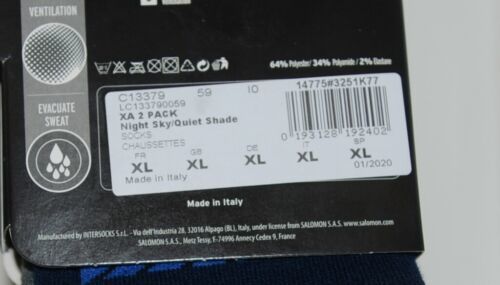 VENTILATION
EVACUATE
SWEAT
64% Polyester/34% Polyamide/2% Elastane
C13379 59 IO 14775#3251K77
LC133790059
XA 2 PACK
Night Sky/Quiet Shade
SOCKS
CHAUSSETTES
0 193128 192402
FR GB DE IT SP
XL XL XL XL XL
Made in Italy 01/2020
Made in Italy
Manufactured by INTERSOCKS S.r.L. - Via dell'Industria 28, 32016 Alpago (BL), Italy, under license from SALOMON S.A.S. www.salomon.com
SALOMON S.A.S. Metz Tessy, F-74996 Annecy Cedex 9, France